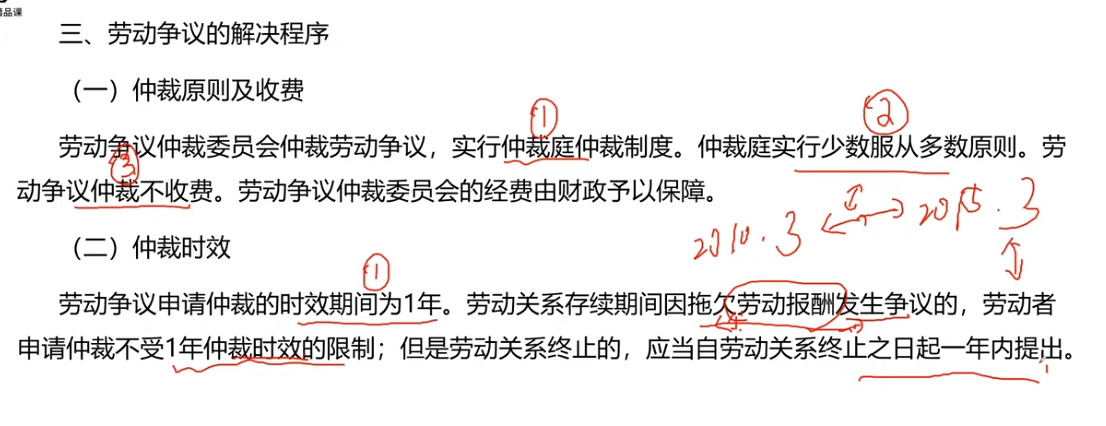 精品课
三、劳动争议的解决程序
（一）仲裁原则及收费
① ②
劳动争议仲裁委员会仲裁劳动争议，实行仲裁庭仲裁制度。仲裁庭实行少数服从多数原则。劳
③
动争议仲裁不收费。劳动争议仲裁委员会的经费由财政予以保障。
2010.3 2015.3
（二）仲裁时效
①
劳动争议申请仲裁的时效期间为1年。劳动关系存续期间因拖欠劳动报酬发生争议的，劳动者
申请仲裁不受1年仲裁时效的限制；但是劳动关系终止的，应当自劳动关系终止之日起一年内提出。